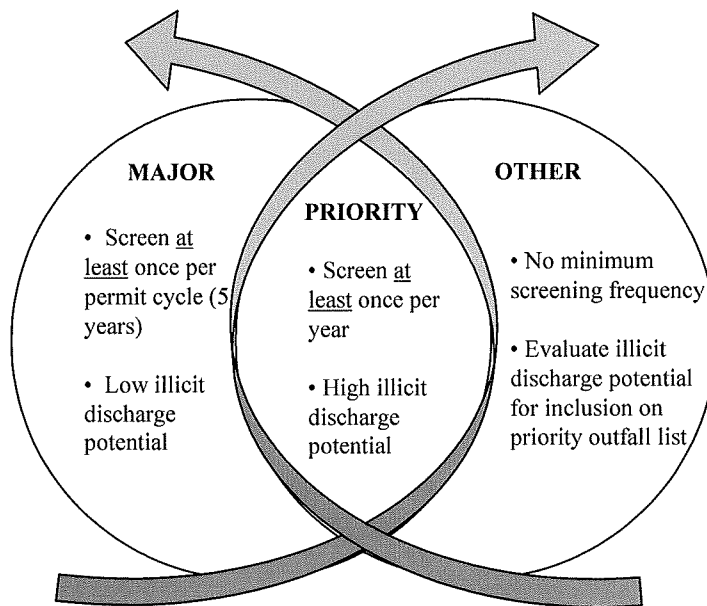 MAJOR
• Screen at
least once per
permit cycle (5
years)
• Low illicit
discharge
potential
PRIORITY
• Screen at
least once per
year
• High illicit
discharge
potential
OTHER
• No minimum
screening frequency
• Evaluate illicit
discharge potential
for inclusion on
priority outfall list